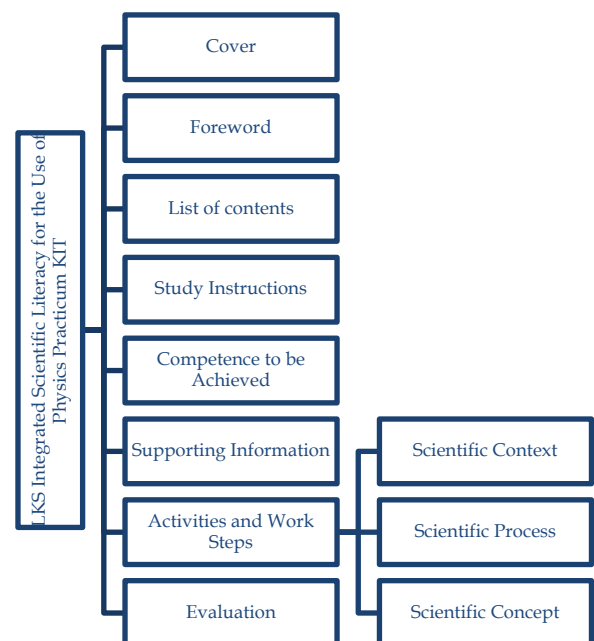 LKS Integrated Scientific Literacy for the Use of
Physics Practicum KIT
Cover
Foreword
List of contents
Study Instructions
Competence to be
Achieved
Supporting Information
Activities and Work
Steps
Evaluation
Scientific Context
Scientific Process
Scientific Concept